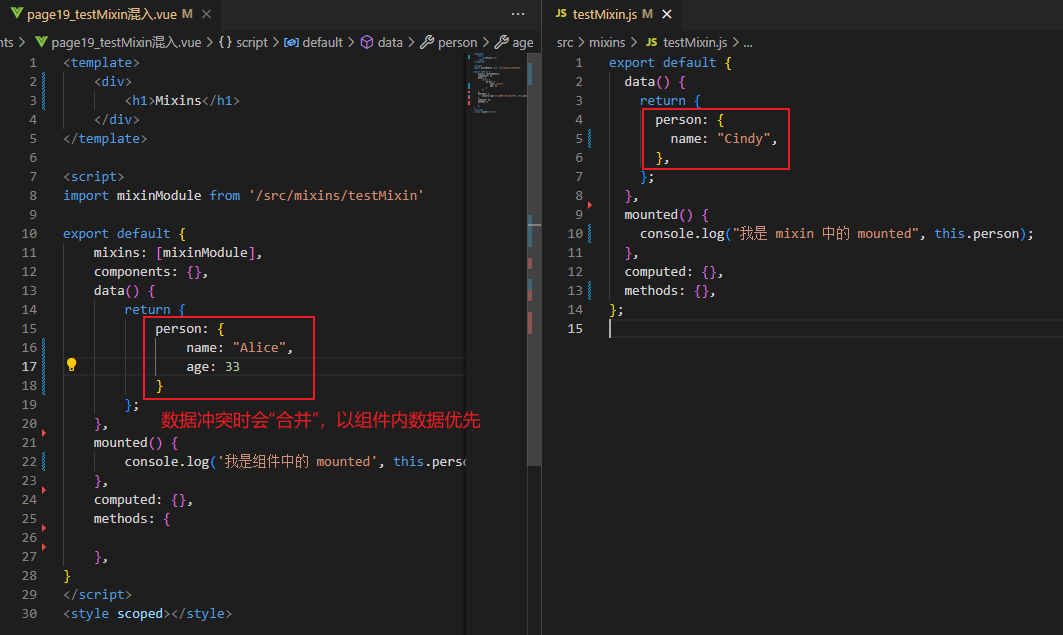 page19_testMixin混入.vue M
nts > page19_testMixin混入.vue > {} script > default > data > person > age
1 <template>
2 <div>
3 <h1>Mixins</h1>
4 </div>
5 </template>
6
7 <script>
8 import mixinModule from '/src/mixins/testMixin'
9
10 export default {
11 mixins: [mixinModule],
12 components: {},
13 data() {
14 return {
15 person: {
16 name: "Alice",
17 age: 33
18 }
19 };
数据冲突时会“合并”，以组件内数据优先
20 },
21 mounted() {
22 console.log('我是组件中的 mounted', this.perso
23 },
24 computed: {},
25 methods: {
26
27 },
28 }
29 </script>
30 <style scoped></style>
JS testMixin.js M
src > mixins > JS testMixin.js > ...
1 export default {
2 data() {
3 return {
4 person: {
5 name: "Cindy",
6 },
7 };
8 },
9 mounted() {
10 console.log("我是 mixin 中的 mounted", this.person);
11 },
12 computed: {},
13 methods: {},
14 };
15